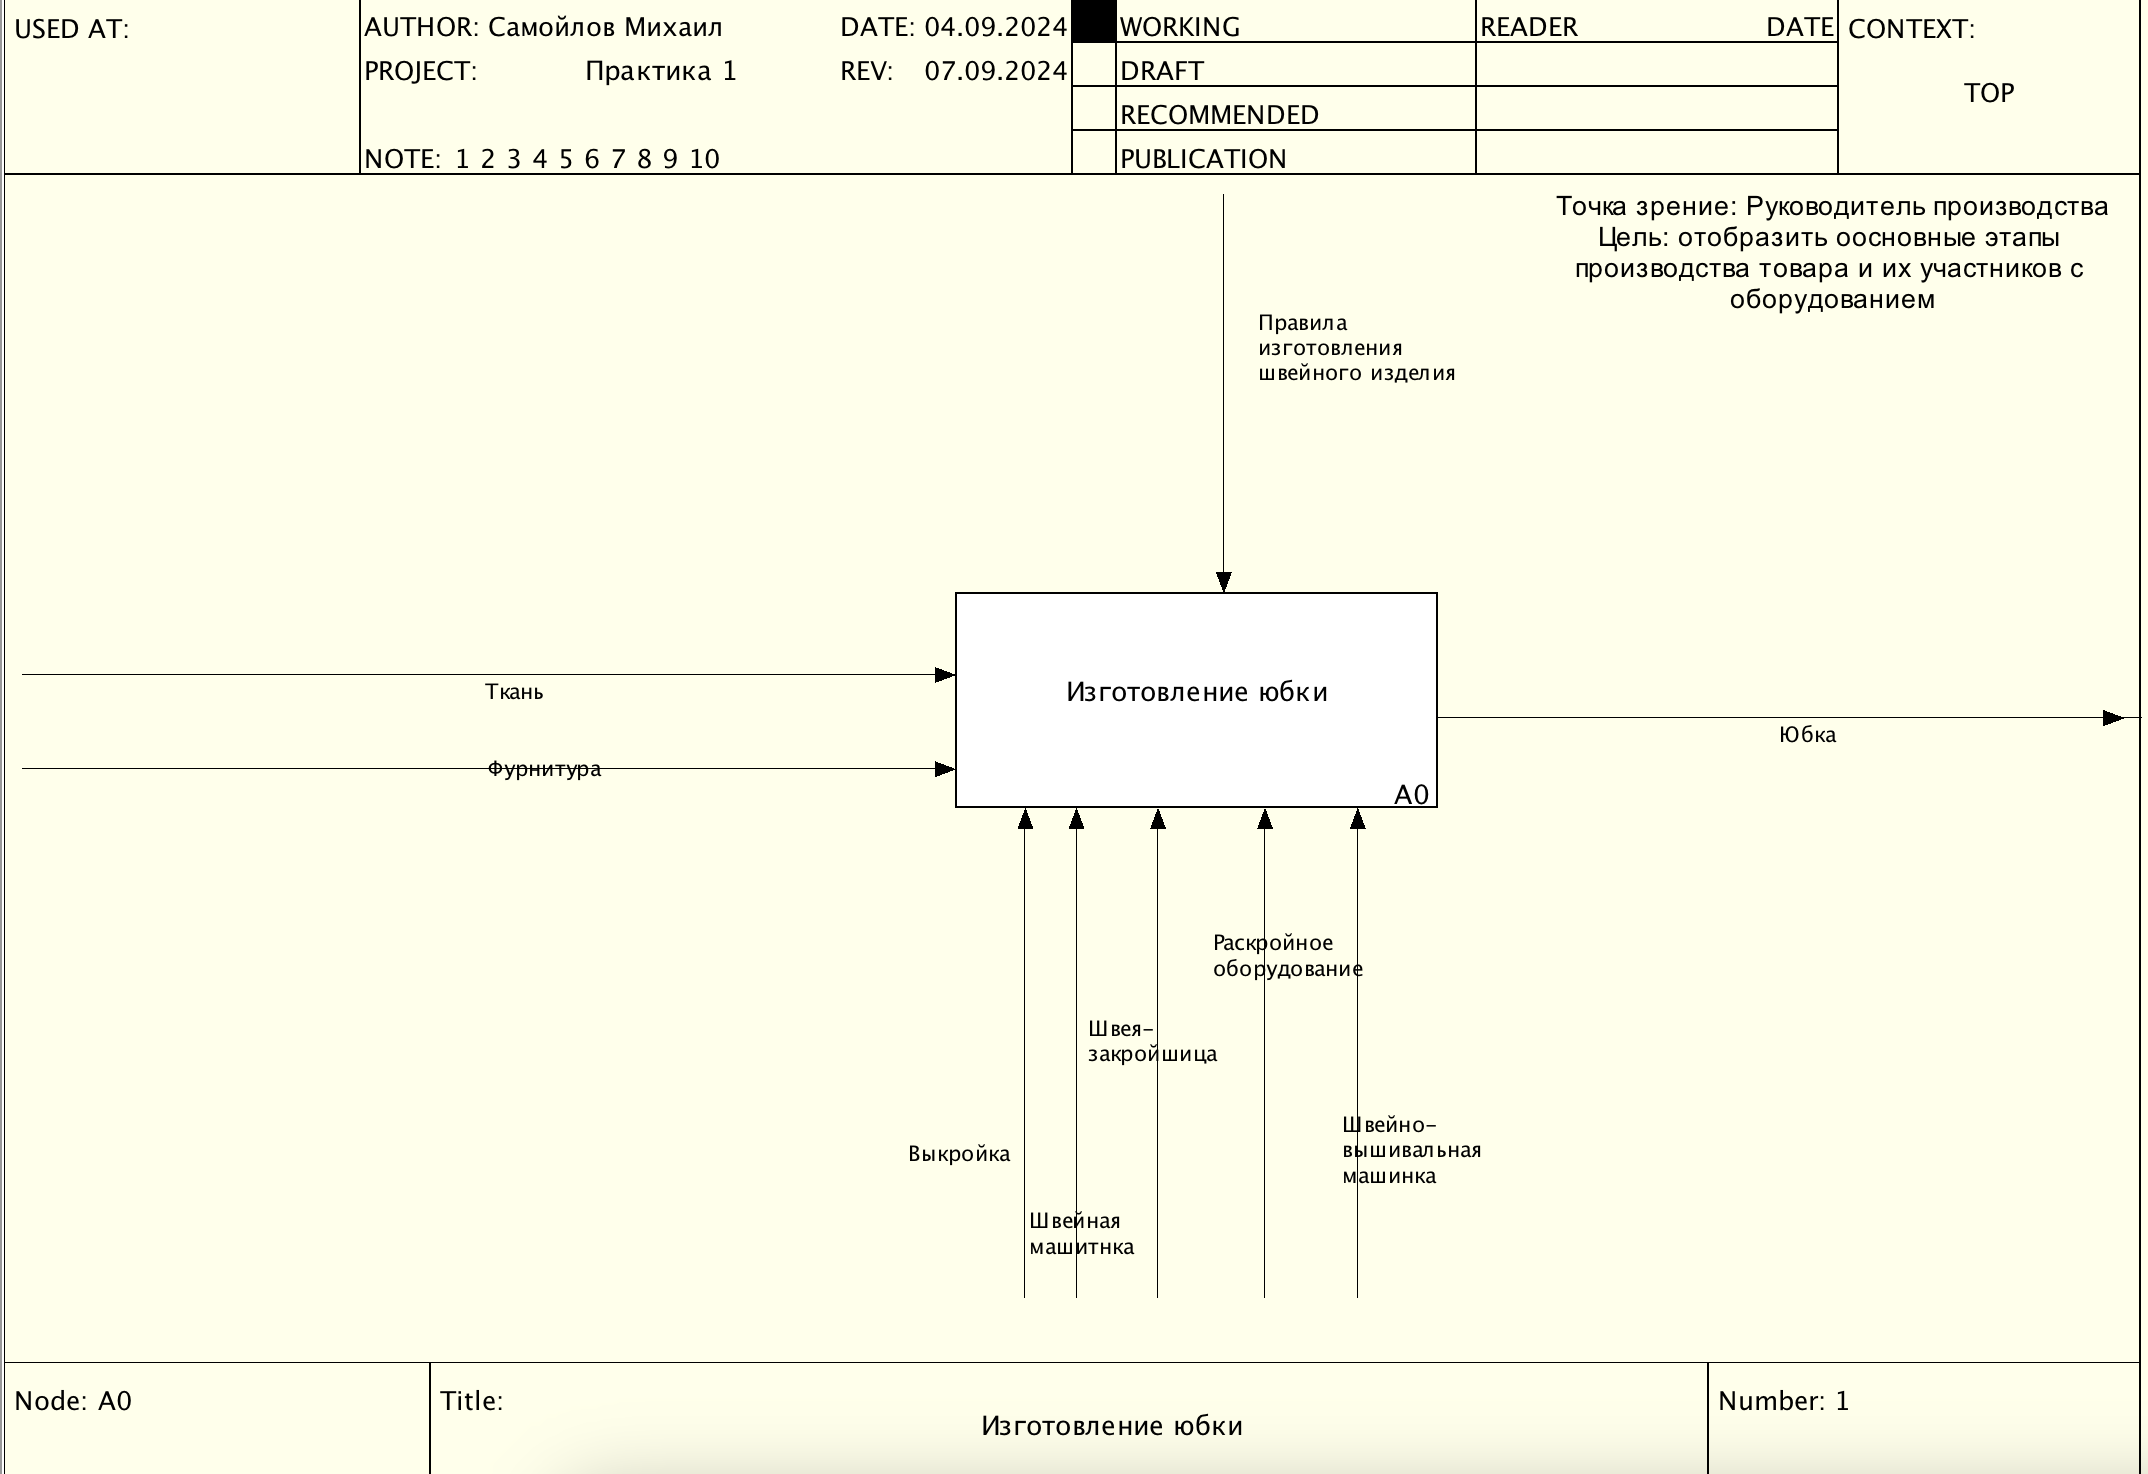 USED AT:
AUTHOR: Самойлов Михаил
DATE: 04.09.2024
PROJECT: Практика 1
REV: 07.09.2024
NOTE: 1 2 3 4 5 6 7 8 9 10
WORKING
DRAFT
RECOMMENDED
PUBLICATION
READER DATE
CONTEXT:
TOP
Точка зрение: Руководитель производства
Цель: отобразить оосновные этапы
производства товара и их участников с
оборудованием
Правила
изготовления
швейного изделия
Ткань
Фурнитура
Изготовление юбки
A0
Юбка
Раскройное
оборудование
Швея-
закройшица
Швейно-
вышивальная
машинка
Выкройка
Швейная
машитнка
Node: A0
Title:
Изготовление юбки
Number: 1